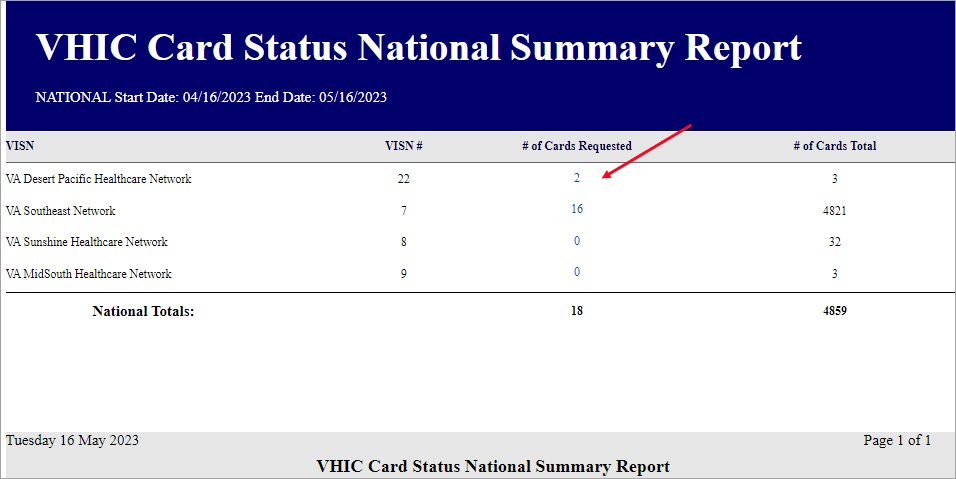 VHIC Card Status National Summary Report
NATIONAL Start Date: 04/16/2023 End Date: 05/16/2023
VISN VISN # # of Cards Requested # of Cards Total
VA Desert Pacific Healthcare Network 22 2 3
VA Southeast Network 7 16 4821
VA Sunshine Healthcare Network 8 0 32
VA MidSouth Healthcare Network 9 0 3
National Totals: 18 4859
Tuesday 16 May 2023 Page 1 of 1
VHIC Card Status National Summary Report